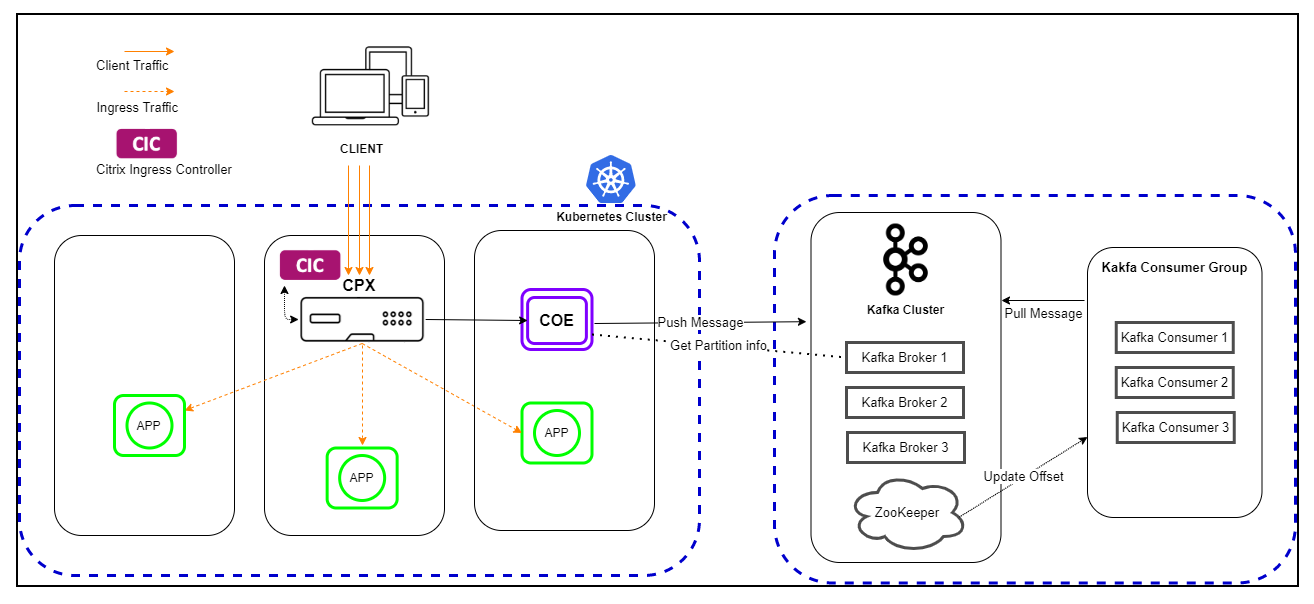 Client Traffic
Ingress Traffic
CIC
Citrix Ingress Controller
CLIENT
Kubernetes Cluster
CIC
CPX
COE
APP
APP
APP
Push Message
Get Partition info
Kafka Cluster
Kafka Broker 1
Kafka Broker 2
Kafka Broker 3
ZooKeeper
Pull Message
Update Offset
Kakfa Consumer Group
Kafka Consumer 1
Kafka Consumer 2
Kafka Consumer 3